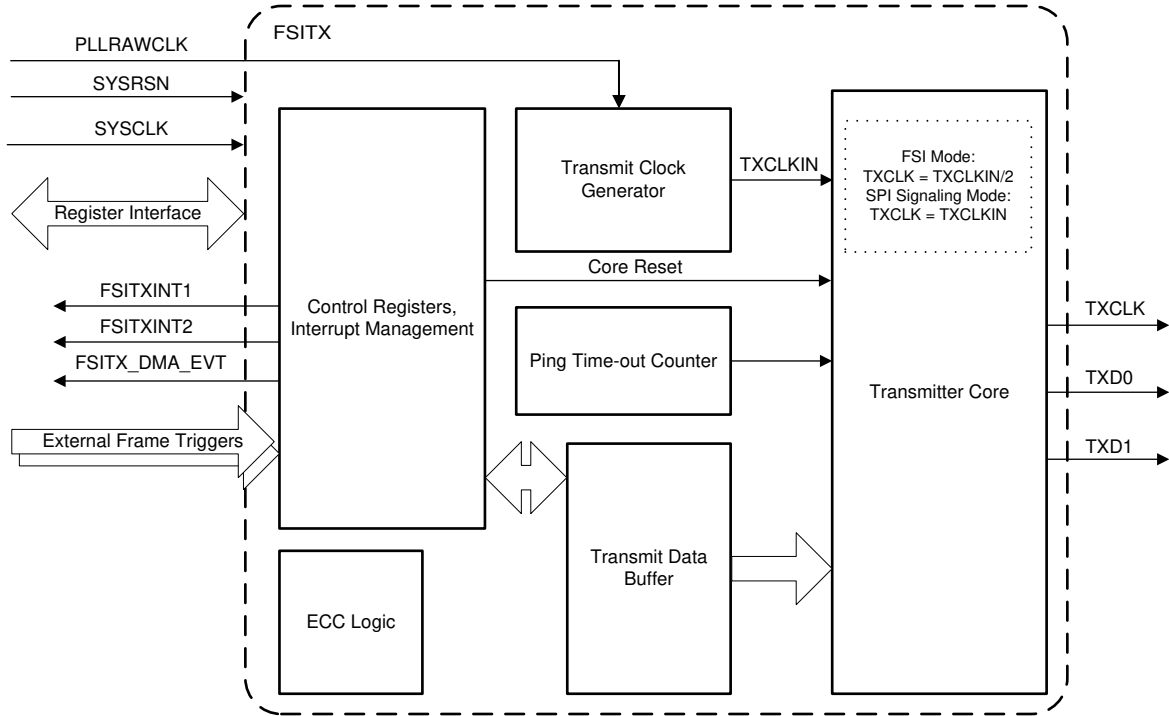 FSITX
PLLRAWCLK
SYSRSN
SYSCLK
Register Interface
FSITXINT1
FSITXINT2
FSITX_DMA_EVT
External Frame Triggers
Control Registers,
Interrupt Management
ECC Logic
Transmit Clock
Generator
TXCLKIN
Core Reset
Ping Time-out Counter
Transmit Data
Buffer
FSI Mode:
TXCLK = TXCLKIN/2
SPI Signaling Mode:
TXCLK = TXCLKIN
Transmitter Core
TXCLK
TXD0
TXD1